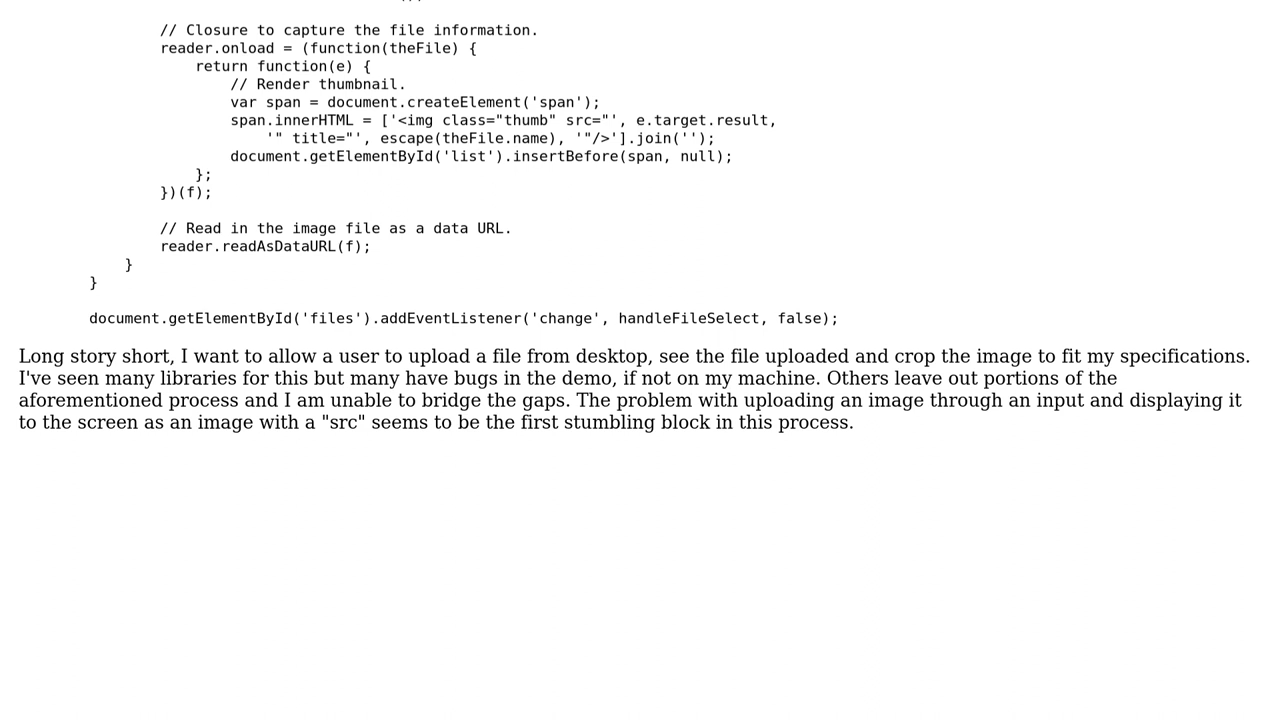 // Closure to capture the file information.
reader.onload = (function(theFile) {
return function(e) {
// Render thumbnail.
var span = document.createElement('span');
span.innerHTML = ['<img class="thumb" src="', e.target.result,
'" title="', escape(theFile.name), '"/>'].join('');
document.getElementById('list').insertBefore(span, null);
};
})(f);
// Read in the image file as a data URL.
reader.readAsDataURL(f);
}
}
document.getElementById('files').addEventListener('change', handleFileSelect, false);
Long story short, I want to allow a user to upload a file from desktop, see the file uploaded and crop the image to fit my specifications.
I've seen many libraries for this but many have bugs in the demo, if not on my machine. Others leave out portions of the
aforementioned process and I am unable to bridge the gaps. The problem with uploading an image through an input and displaying it
to the screen as an image with a "src" seems to be the first stumbling block in this process.